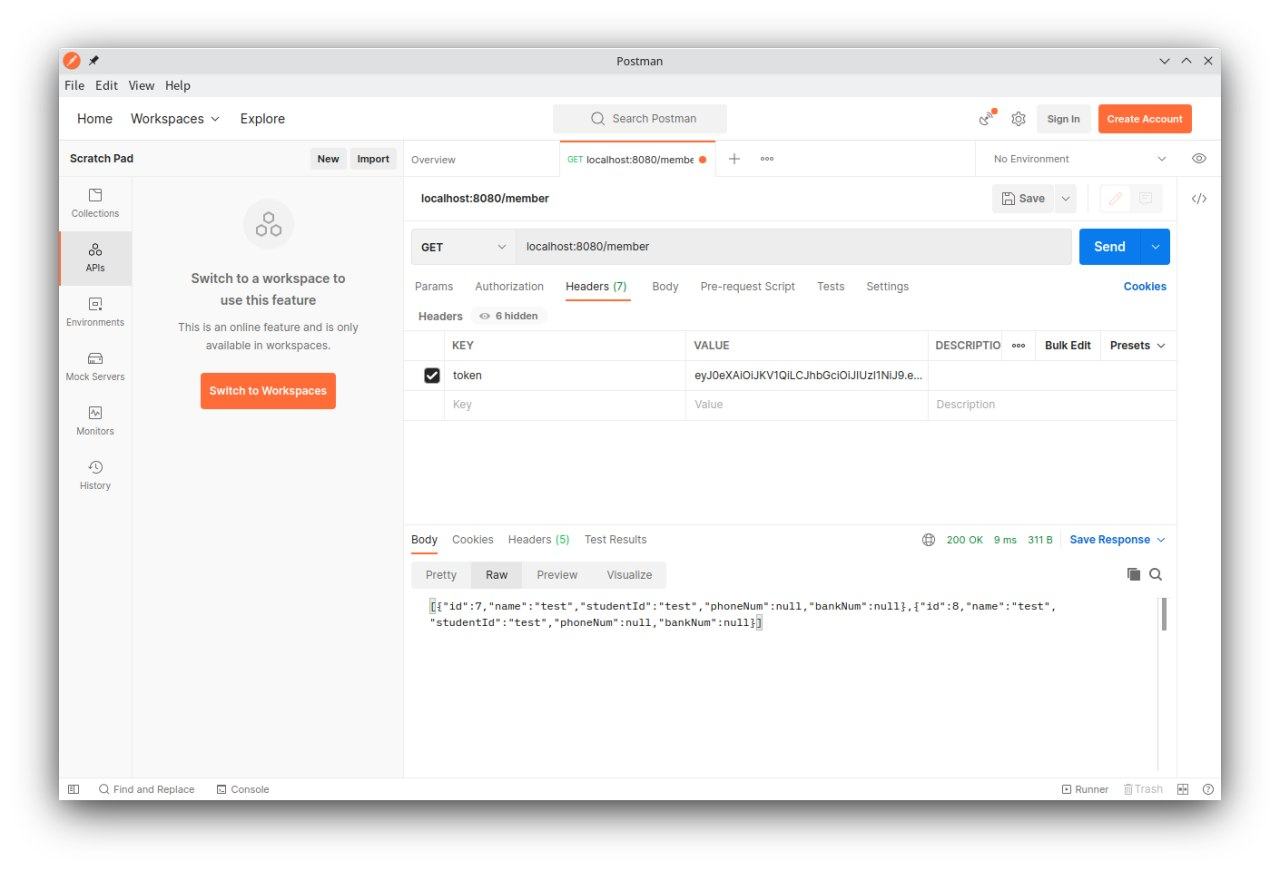 Postman
File Edit View Help
Home Workspaces Explore Search Postman Sign In Create Account
Scratch Pad New Import Overview GET localhost:8080/membe No Environment
Collections
APIs
Environments
Mock Servers
Monitors
History
Switch to a workspace to
use this feature
This is an online feature and is only
available in workspaces.
Switch to Workspaces
localhost:8080/member Save </>
GET localhost:8080/member Send
Params Authorization Headers (7) Body Pre-request Script Tests Settings Cookies
Headers 6 hidden
KEY VALUE DESCRIPTIO Bulk Edit Presets
token eyJ0eXAiOiJKV1QiLCJhbGciOiJIUzI1NiJ9.e...
Key Value Description
Body Cookies Headers (5) Test Results 200 OK 9 ms 311 B Save Response
Pretty Raw Preview Visualize
[{"id":7,"name":"test","studentId":"test","phoneNum":null,"bankNum":null},{"id":8,"name":"test",
"studentId":"test","phoneNum":null,"bankNum":null}]
Find and Replace Console Runner Trash